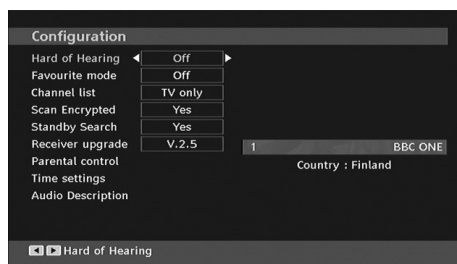 Configuration
Hard of Hearing Off
Favourite mode Off
Channel list TV only
Scan Encrypted Yes
Standby Search Yes
Receiver upgrade V.2.5
Parental control
Time settings
Audio Description
1 BBC ONE
Country : Finland
Hard of Hearing